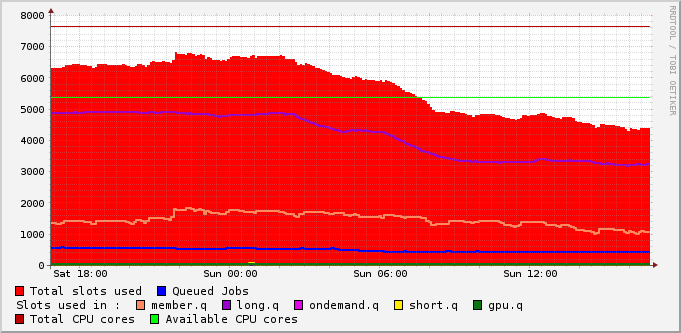 8000
7000
6000
5000
4000
3000
2000
1000
0
Sat 18:00 Sun 00:00 Sun 06:00 Sun 12:00
RRDTOOL / TOBI OETIKER
Total slots used Queued Jobs
Slots used in : member.q long.q ondemand.q short.q gpu.q
Total CPU cores Available CPU cores